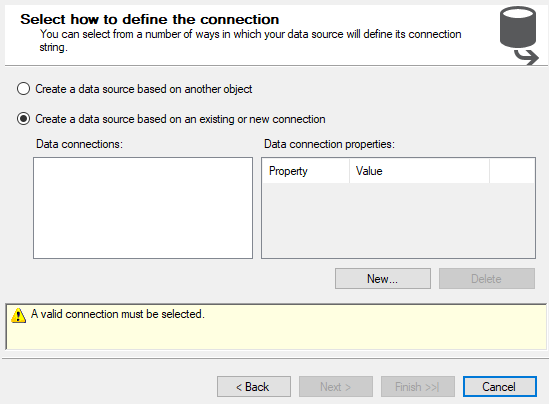 Select how to define the connection
You can select from a number of ways in which your data source will define its connection
string.
Create a data source based on another object
Create a data source based on an existing or new connection
Data connections:
Data connection properties:
Property Value
New... Delete
A valid connection must be selected.
< Back Next > Finish >>| Cancel